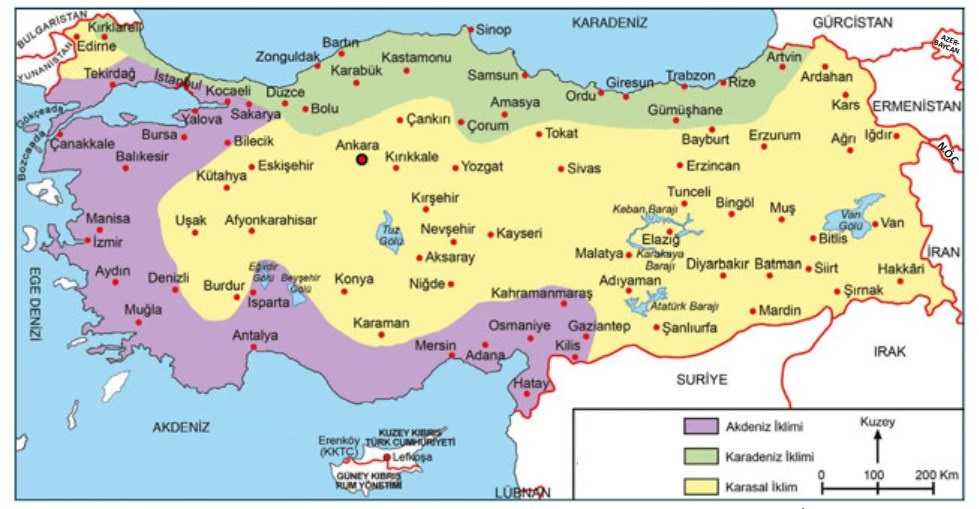 BULGARİSTAN
Kırklareli
Edirne
YUNANİSTAN
Tekirdağ
İstanbul
Kocaeli
Yalova
Sakarya
Düzce
Bolu
Zonguldak
Bartın
Karabük
Kastamonu
Sinop
KARADENİZ
Samsun
Amasya
Ordu
Giresun
Trabzon
Rize
Gümüşhane
Artvin
GÜRCİSTAN
Ardahan
Kars
AZER-
BAYCAN
ERMENİSTAN
NÖC
Gökçeada
Bozcaada
Çanakkale
Bursa
Balıkesir
Bilecik
Kütahya
Eskişehir
Ankara
Çankırı
Çorum
Kırıkkale
Yozgat
Tokat
Sivas
Bayburt
Erzurum
Erzincan
Ağrı
Iğdır
Manisa
İzmir
Uşak
Afyonkarahisar
Kırşehir
Nevşehir
Kayseri
Tuz
Gölü
Aksaray
Niğde
Tunceli
Bingöl
Muş
Keban Barajı
Elazığ
Karakaya
Barajı
Malatya
Van
Gölü
Van
Bitlis
EGE DENİZİ
Aydın
Denizli
Muğla
Burdur
Eğirdir
Gölü
Beyşehir
Gölü
Isparta
Konya
Karaman
Antalya
Adıyaman
Diyarbakır
Batman
Siirt
Hakkâri
Şırnak
İRAN
Atatürk Barajı
Mardin
Şanlıurfa
Kahramanmaraş
Osmaniye
Gaziantep
Mersin
Adana
Kilis
Hatay
SURİYE
IRAK
AKDENİZ
Erenköy
(KKTC)
KUZEY KIBRIS
TÜRK CUMHURİYETİ
Lefkoşa
GÜNEY KIBRIS
RUM YÖNETİMİ
LÜBNAN
Akdeniz İklimi
Karadeniz İklimi
Karasal İklim
Kuzey
0 100 200 Km